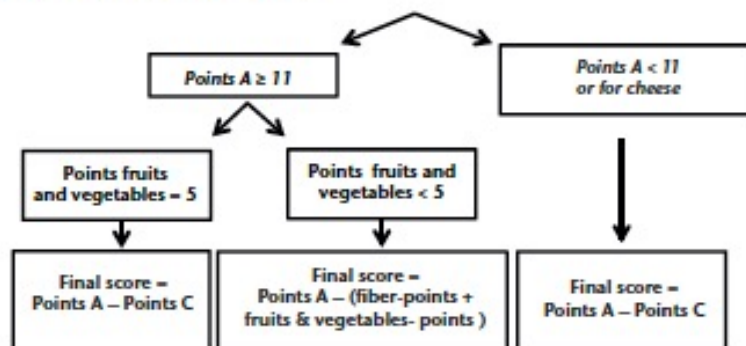 Points A ≥ 11
Points A < 11
or for cheese
Points fruits
and vegetables = 5
Points fruits and
vegetables < 5
Final score =
Points A – Points C
Final score =
Points A – (fiber-points +
fruits & vegetables- points )
Final score =
Points A – Points C